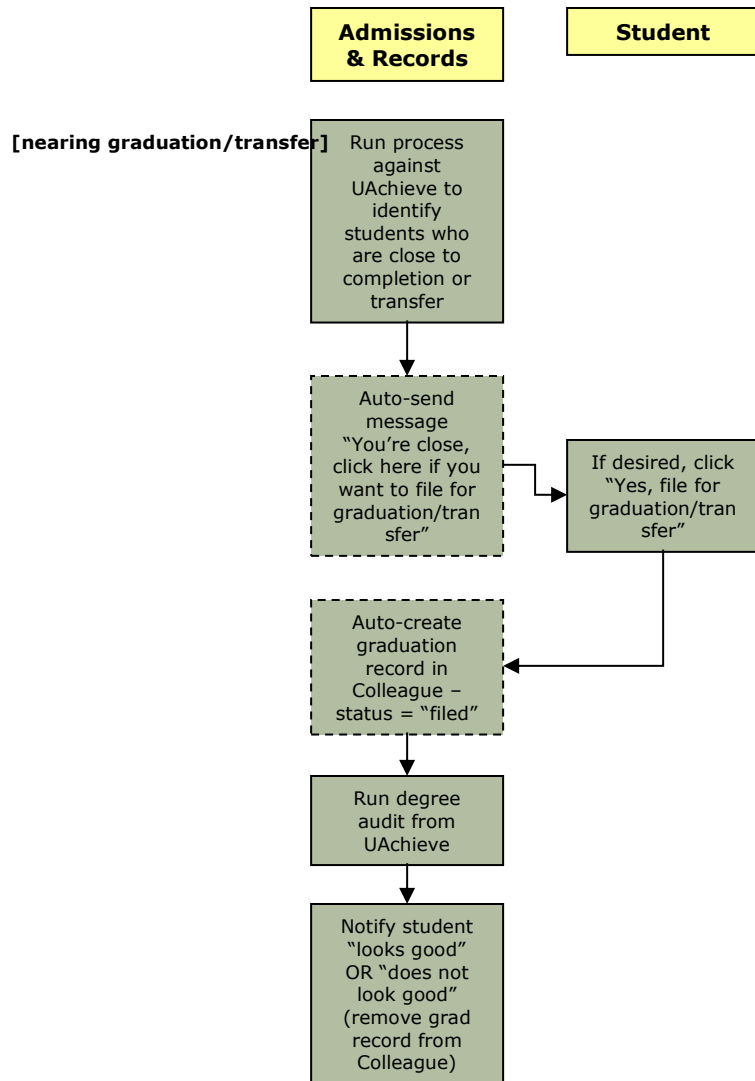 Admissions
& Records
Student
[nearing graduation/transfer]
Run process
against
UAchieve to
identify
students who
are close to
completion or
transfer
Auto-send
message
“You’re close,
click here if you
want to file for
graduation/tran
sfer”
If desired, click
“Yes, file for
graduation/tran
sfer”
Auto-create
graduation
record in
Colleague –
status = “filed”
Run degree
audit from
UAchieve
Notify student
“looks good”
OR “does not
look good”
(remove grad
record from
Colleague)